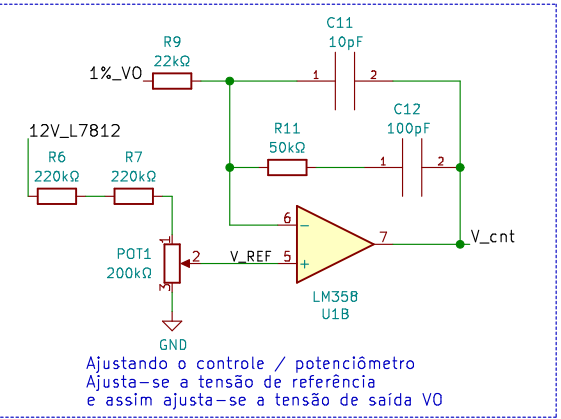 C11
10pF
R9
22kΩ
1 2
1%_VO
C12
100pF
R11
50kΩ
1 2
12V_L7812
R6 R7
220kΩ 220kΩ
6
7
V_cnt
1
POT1
200kΩ
2
V_REF
5
3
LM358
U1B
GND
Ajustando o controle / potenciômetro
Ajusta-se a tensão de referência
e assim ajusta-se a tensão de saída VO